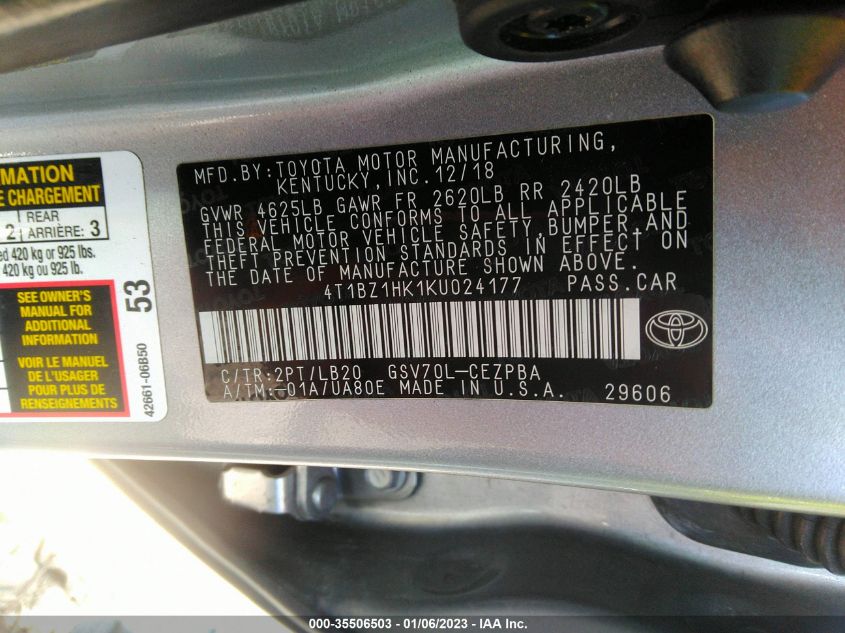 MFD.BY:TOYOTA MOTOR MANUFACTURING,
KENTUCKY,INC.12/18
GVWR 4625LB GAWR FR 2620LB RR 2420LB
THIS VEHICLE CONFORMS TO ALL APPLICABLE
FEDERAL MOTOR VEHICLE SAFETY,BUMPER,AND
THEFT PREVENTION STANDARDS IN EFFECT ON
THE DATE OF MANUFACTURE SHOWN ABOVE.
4T1BZ1HK1KU024177 PASS.CAR
C/TR:2PT/LB20 GSV70L-CEZPBA
A/TM:-01A/UA80E MADE IN U.S.A. 29606
MATION
E CHARGEMENT
2 REAR
ARRIÈRE: 3
ed 420 kg or 925 lbs.
420 kg ou 925 lb.
SEE OWNER'S
MANUAL FOR
ADDITIONAL
INFORMATION
VOIR LE MANUEL
DE L'USAGER
POUR PLUS DE
RENSEIGNEMENTS
53
42661-06B50
000-35506503 - 01/06/2023 - IAA Inc.